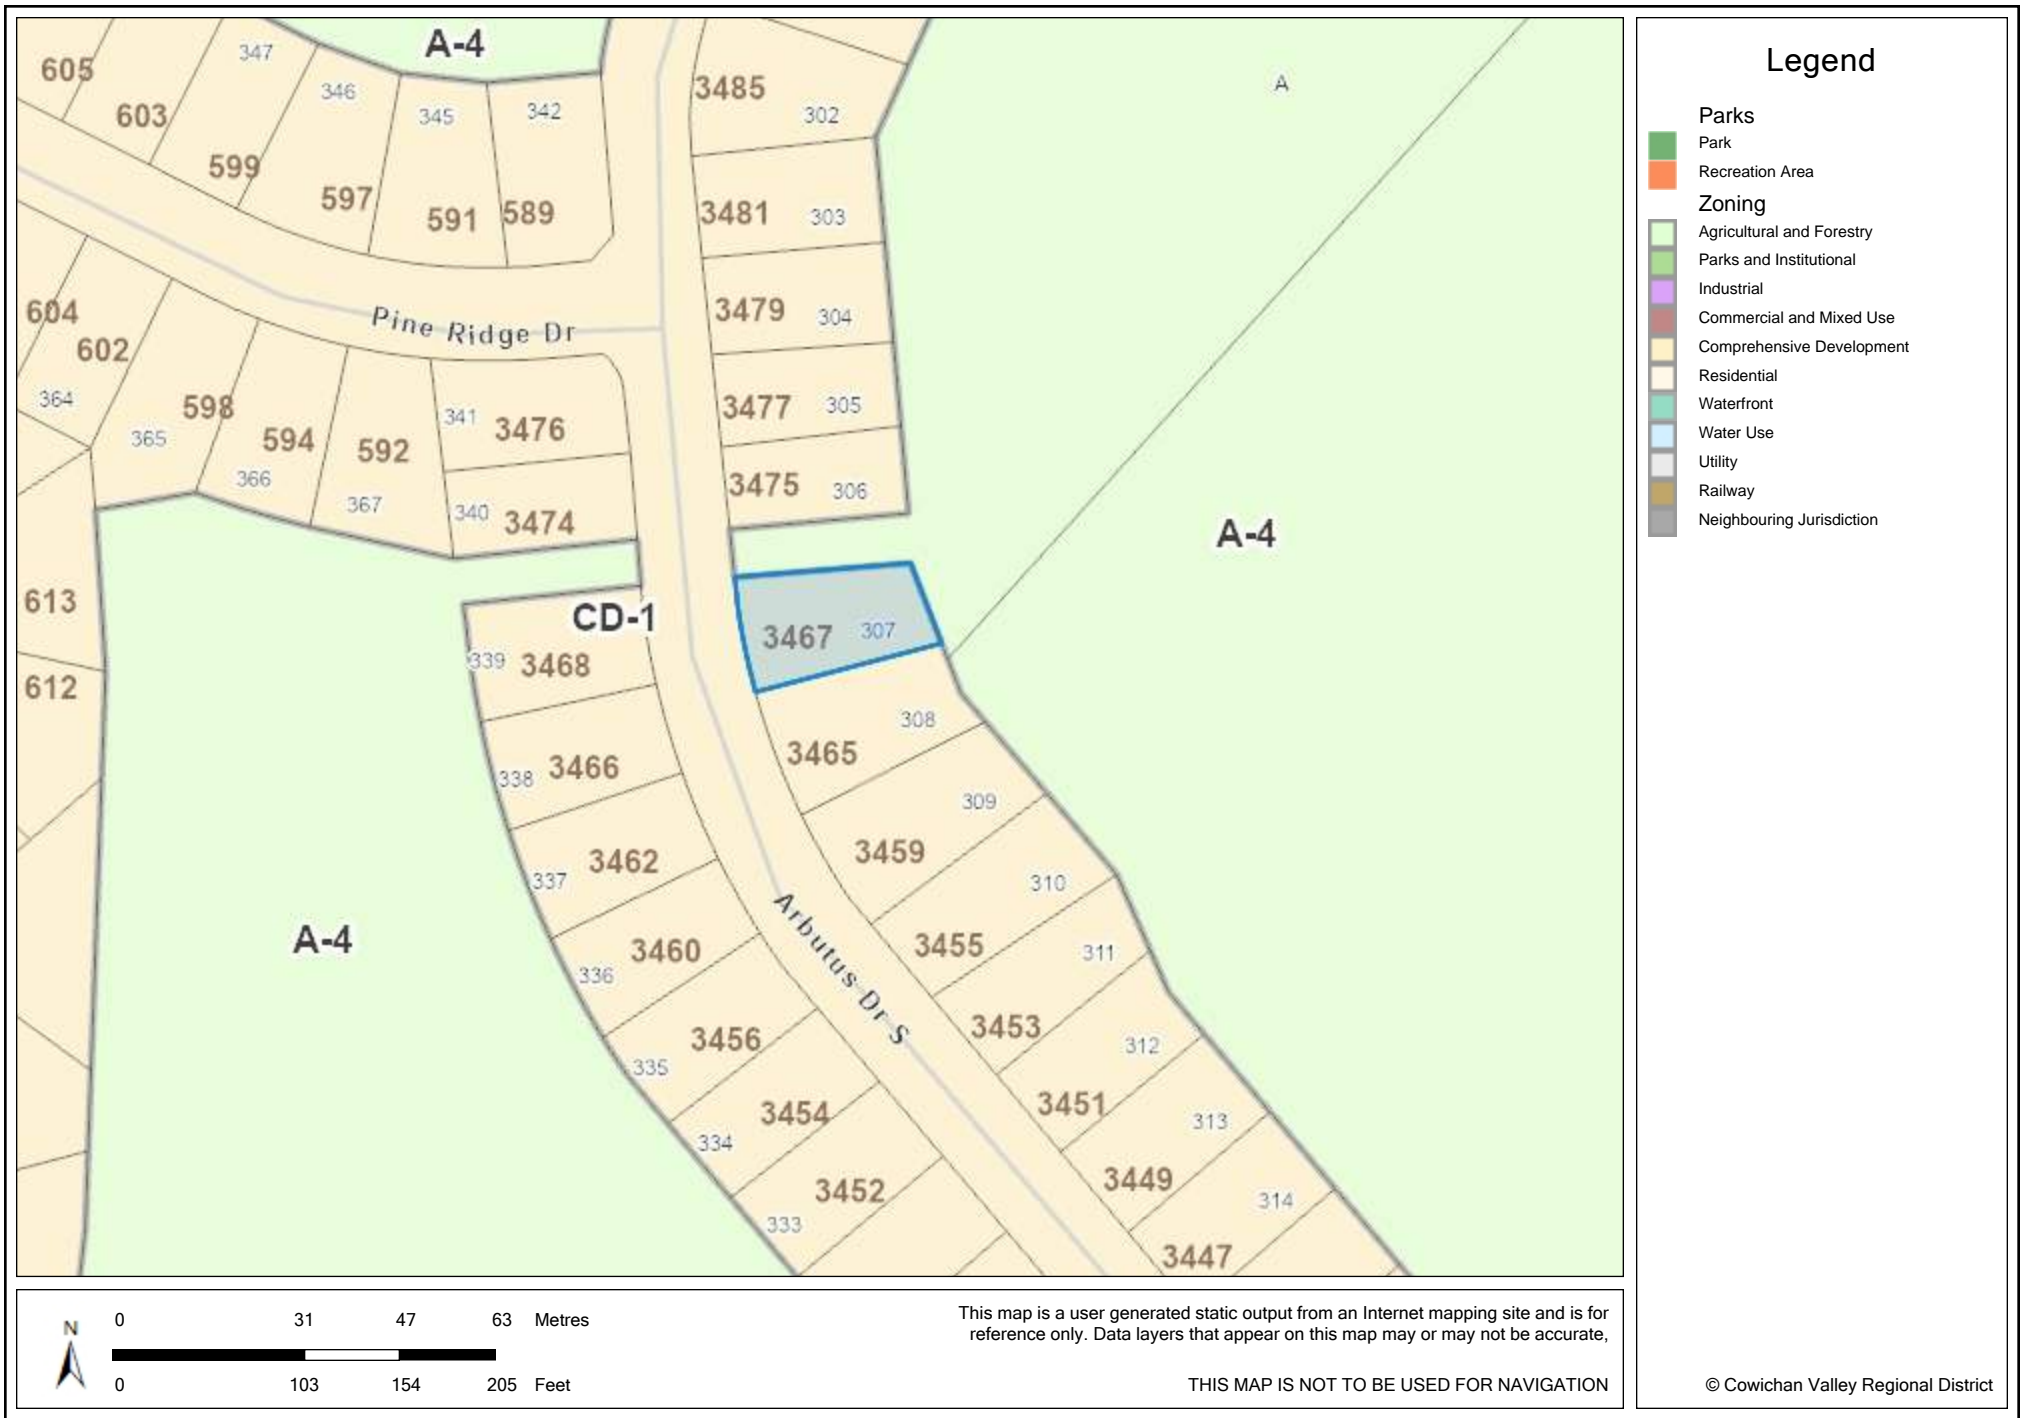 A-4
347
605
346
A
3485
603
345
342
302
599
597
591
589
3481
303
604
3479
304
Pine Ridge Dr
602
364
598
3477
305
365
341
3476
594
592
366
3475
306
367
340
3474
A-4
613
CD-1
3467
307
339
3468
612
308
3465
338
3466
309
3459
3462
337
310
A-4
3460
3455
311
336
Arbutus Dr S
3453
3456
312
335
3451
3454
313
334
3449
3452
314
333
3447
Legend
Parks
Park
Recreation Area
Zoning
Agricultural and Forestry
Parks and Institutional
Industrial
Commercial and Mixed Use
Comprehensive Development
Residential
Waterfront
Water Use
Utility
Railway
Neighbouring Jurisdiction
N
0 31 47 63 Metres
0 103 154 205 Feet
This map is a user generated static output from an Internet mapping site and is for
reference only. Data layers that appear on this map may or may not be accurate,
THIS MAP IS NOT TO BE USED FOR NAVIGATION
© Cowichan Valley Regional District